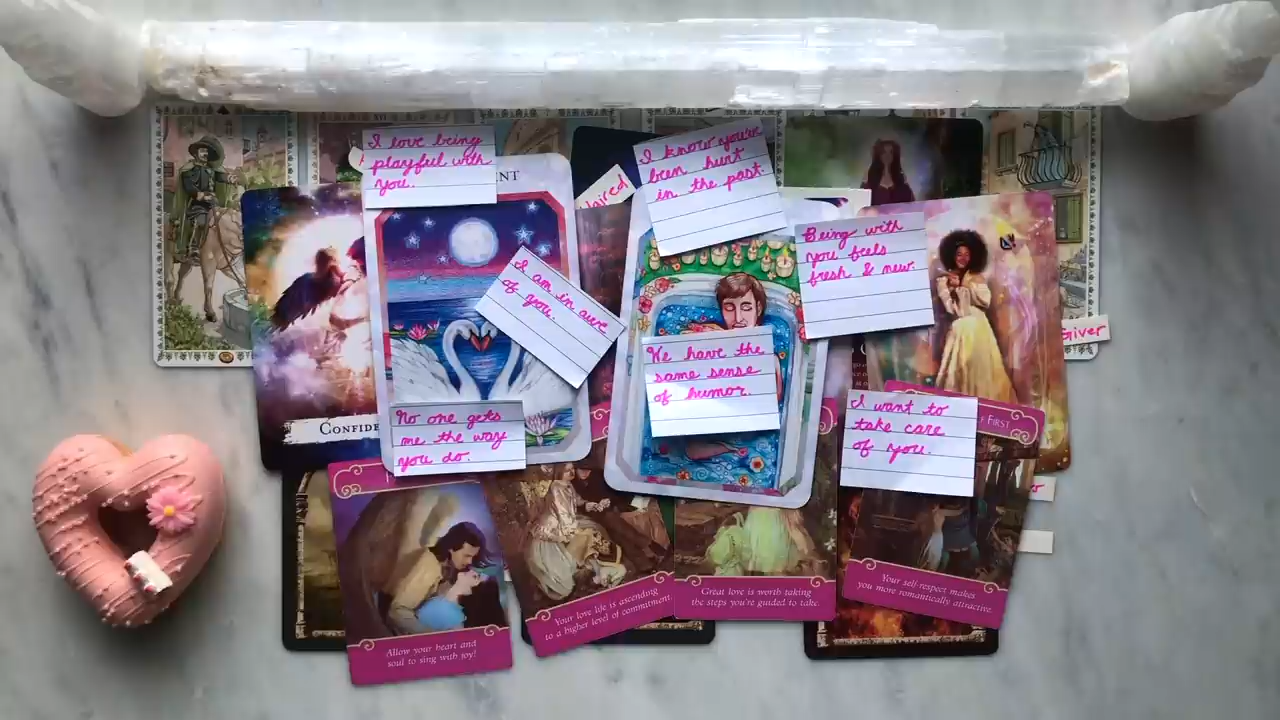 I love being
playful with
you.
ENT
I know you've
been hurt
in the past.
Haired
Being with
you feels
fresh & new.
I am in awe
of you.
Giver
We have the
same sense
of humor.
No one gets
me the way
you do.
CONFIDE
I want to
take care
of you.
F FIRST
Allow your heart and
soul to sing with joy!
Your love life is ascending
to a higher level of commitment.
Great love is worth taking
the steps you're guided to take.
Your self-respect makes
you more romantically attractive.